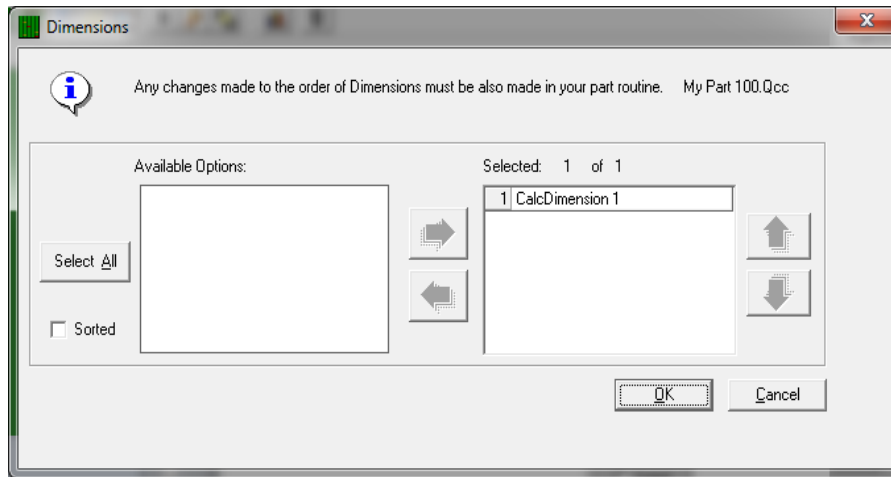 Dimensions
Any changes made to the order of Dimensions must be also made in your part routine. My Part 100.Qcc
Available Options:
Selected: 1 of 1
1 CalcDimension 1
Select All
Sorted
OK
Cancel